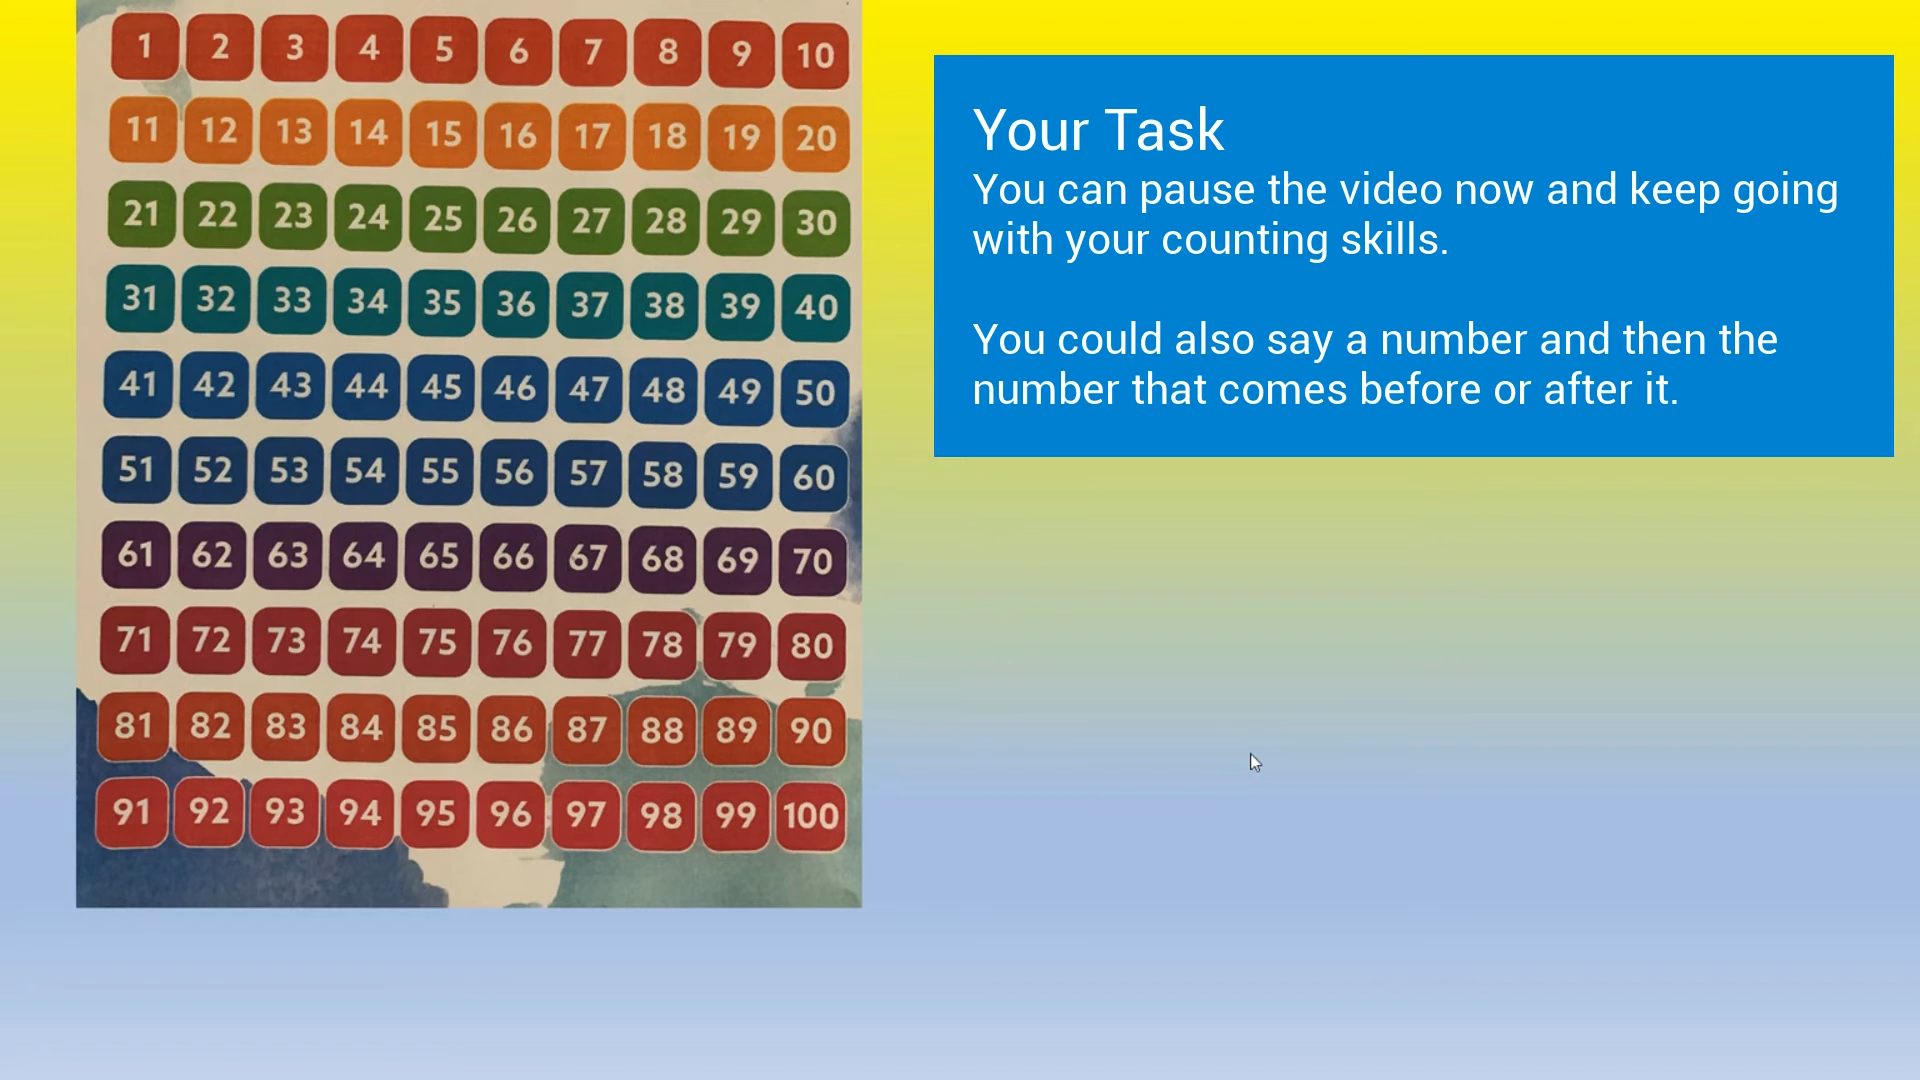 1 2 3 4 5 6 7 8 9 10
11 12 13 14 15 16 17 18 19 20
21 22 23 24 25 26 27 28 29 30
31 32 33 34 35 36 37 38 39 40
41 42 43 44 45 46 47 48 49 50
51 52 53 54 55 56 57 58 59 60
61 62 63 64 65 66 67 68 69 70
71 72 73 74 75 76 77 78 79 80
81 82 83 84 85 86 87 88 89 90
91 92 93 94 95 96 97 98 99 100
Your Task
You can pause the video now and keep going
with your counting skills.
You could also say a number and then the
number that comes before or after it.